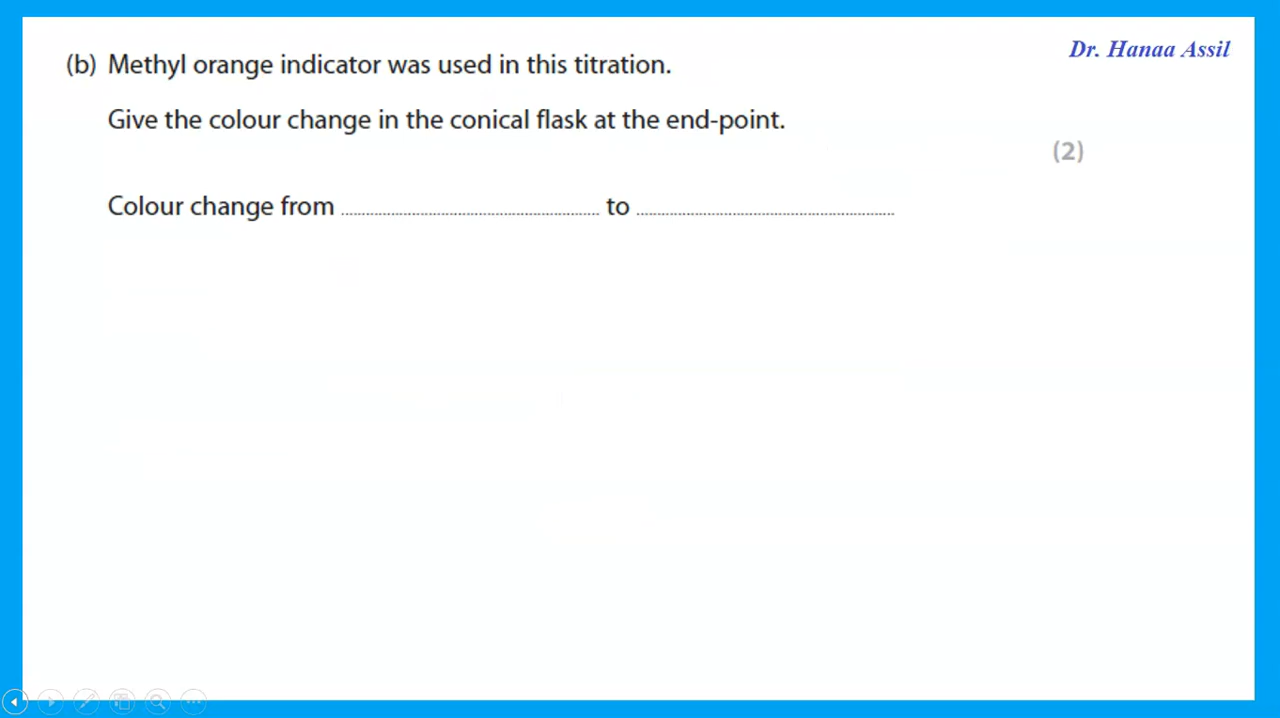 Dr. Hanaa Assil
(b) Methyl orange indicator was used in this titration.
Give the colour change in the conical flask at the end-point.
(2)
Colour change from ........................................................ to ........................................................